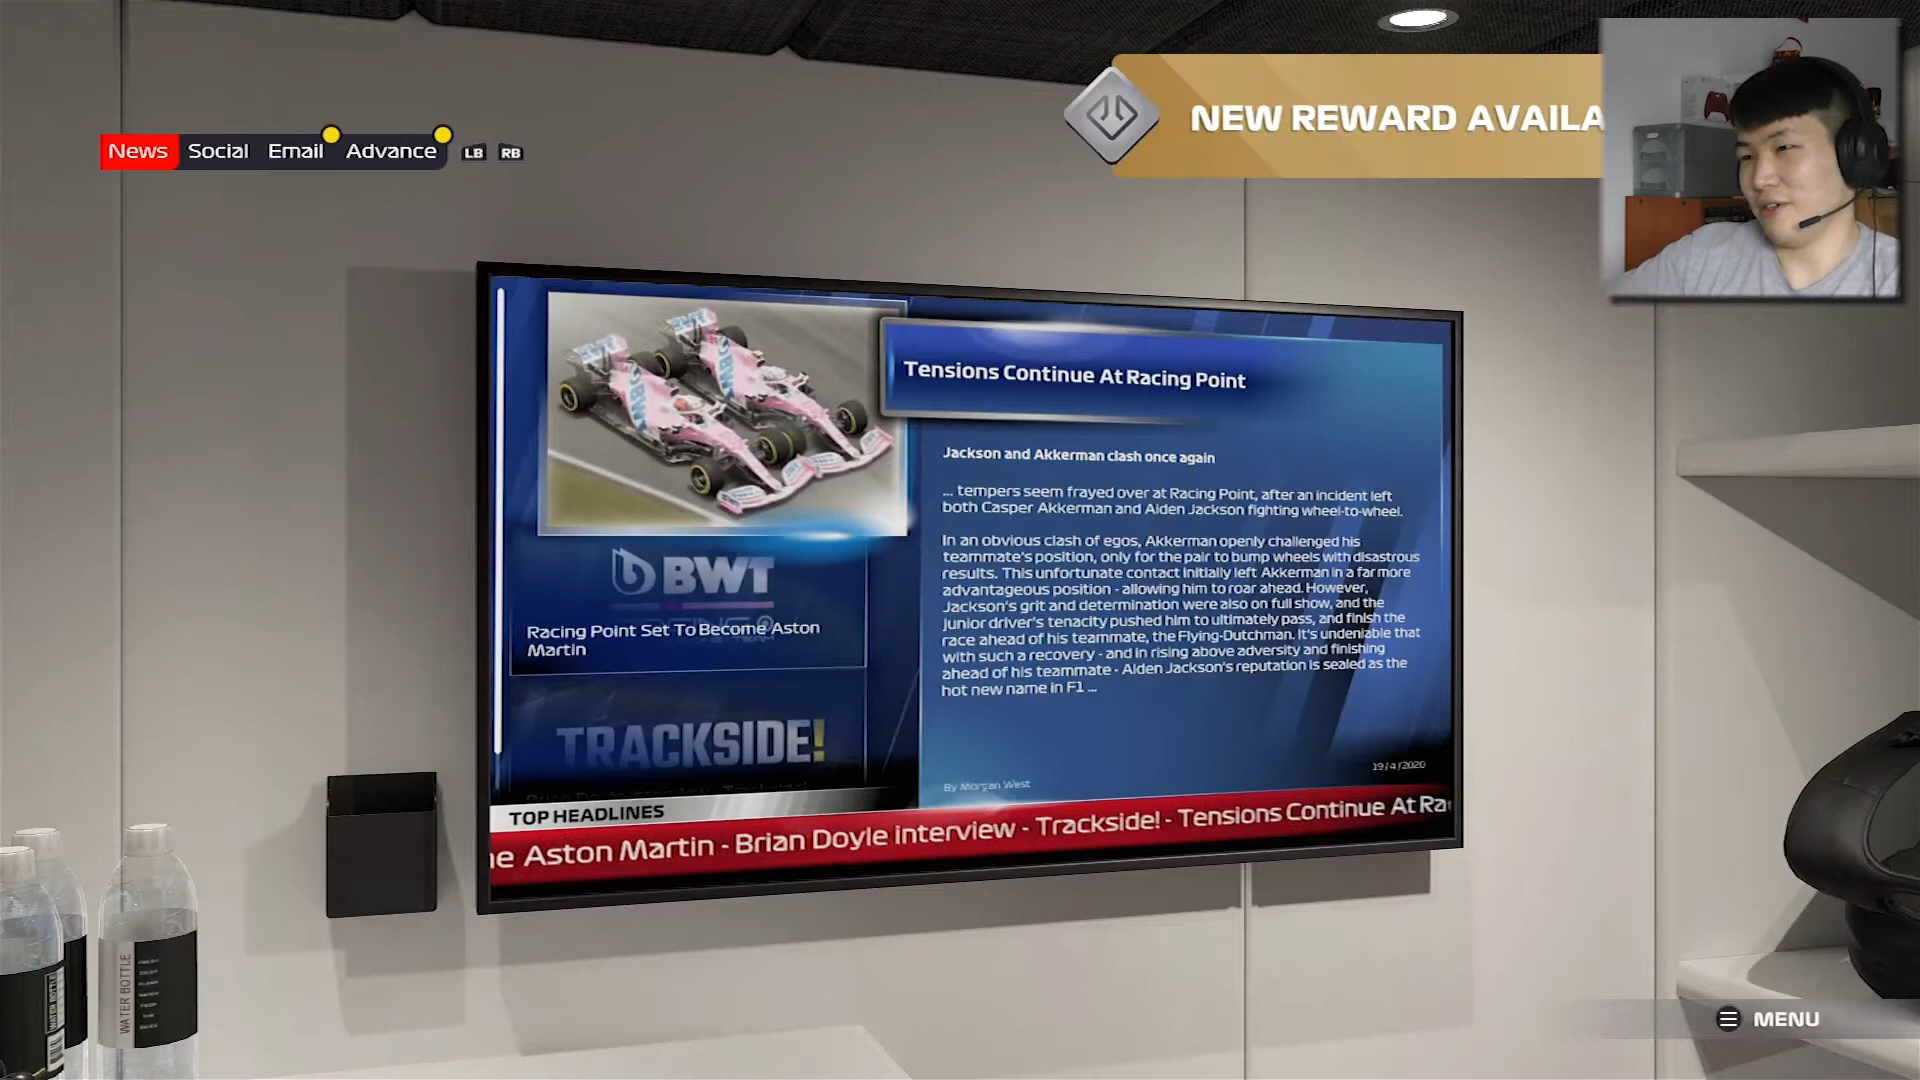 NEW REWARD AVAILA
News Social Email Advance LB RB
Tensions Continue At Racing Point
Jackson and Akkerman clash once again
... tempers seem frayed over at Racing Point, after an incident left
both Casper Akkerman and Aiden Jackson fighting wheel-to-wheel.
In an obvious clash of egos, Akkerman openly challenged his
teammate's position, only for the pair to bump wheels with disastrous
results. This unfortunate contact initially left Akkerman in a far more
advantageous position - allowing him to roar ahead. However,
Jackson's grit and determination were also on full show, and the
junior driver's tenacity pushed him to ultimately pass, and finish the
race ahead of his teammate, the Flying-Dutchman. It's undeniable that
with such a recovery - and in rising above adversity and finishing
ahead of his teammate - Aiden Jackson's reputation is sealed as the
hot new name in F1 ...
19/4/2020
By Morgan West
BWT
Racing Point Set To Become Aston
Martin
TRACKSIDE!
TOP HEADLINES
ne Aston Martin - Brian Doyle interview - Trackside! - Tensions Continue At Ra
WATER BOTTLE
MENU